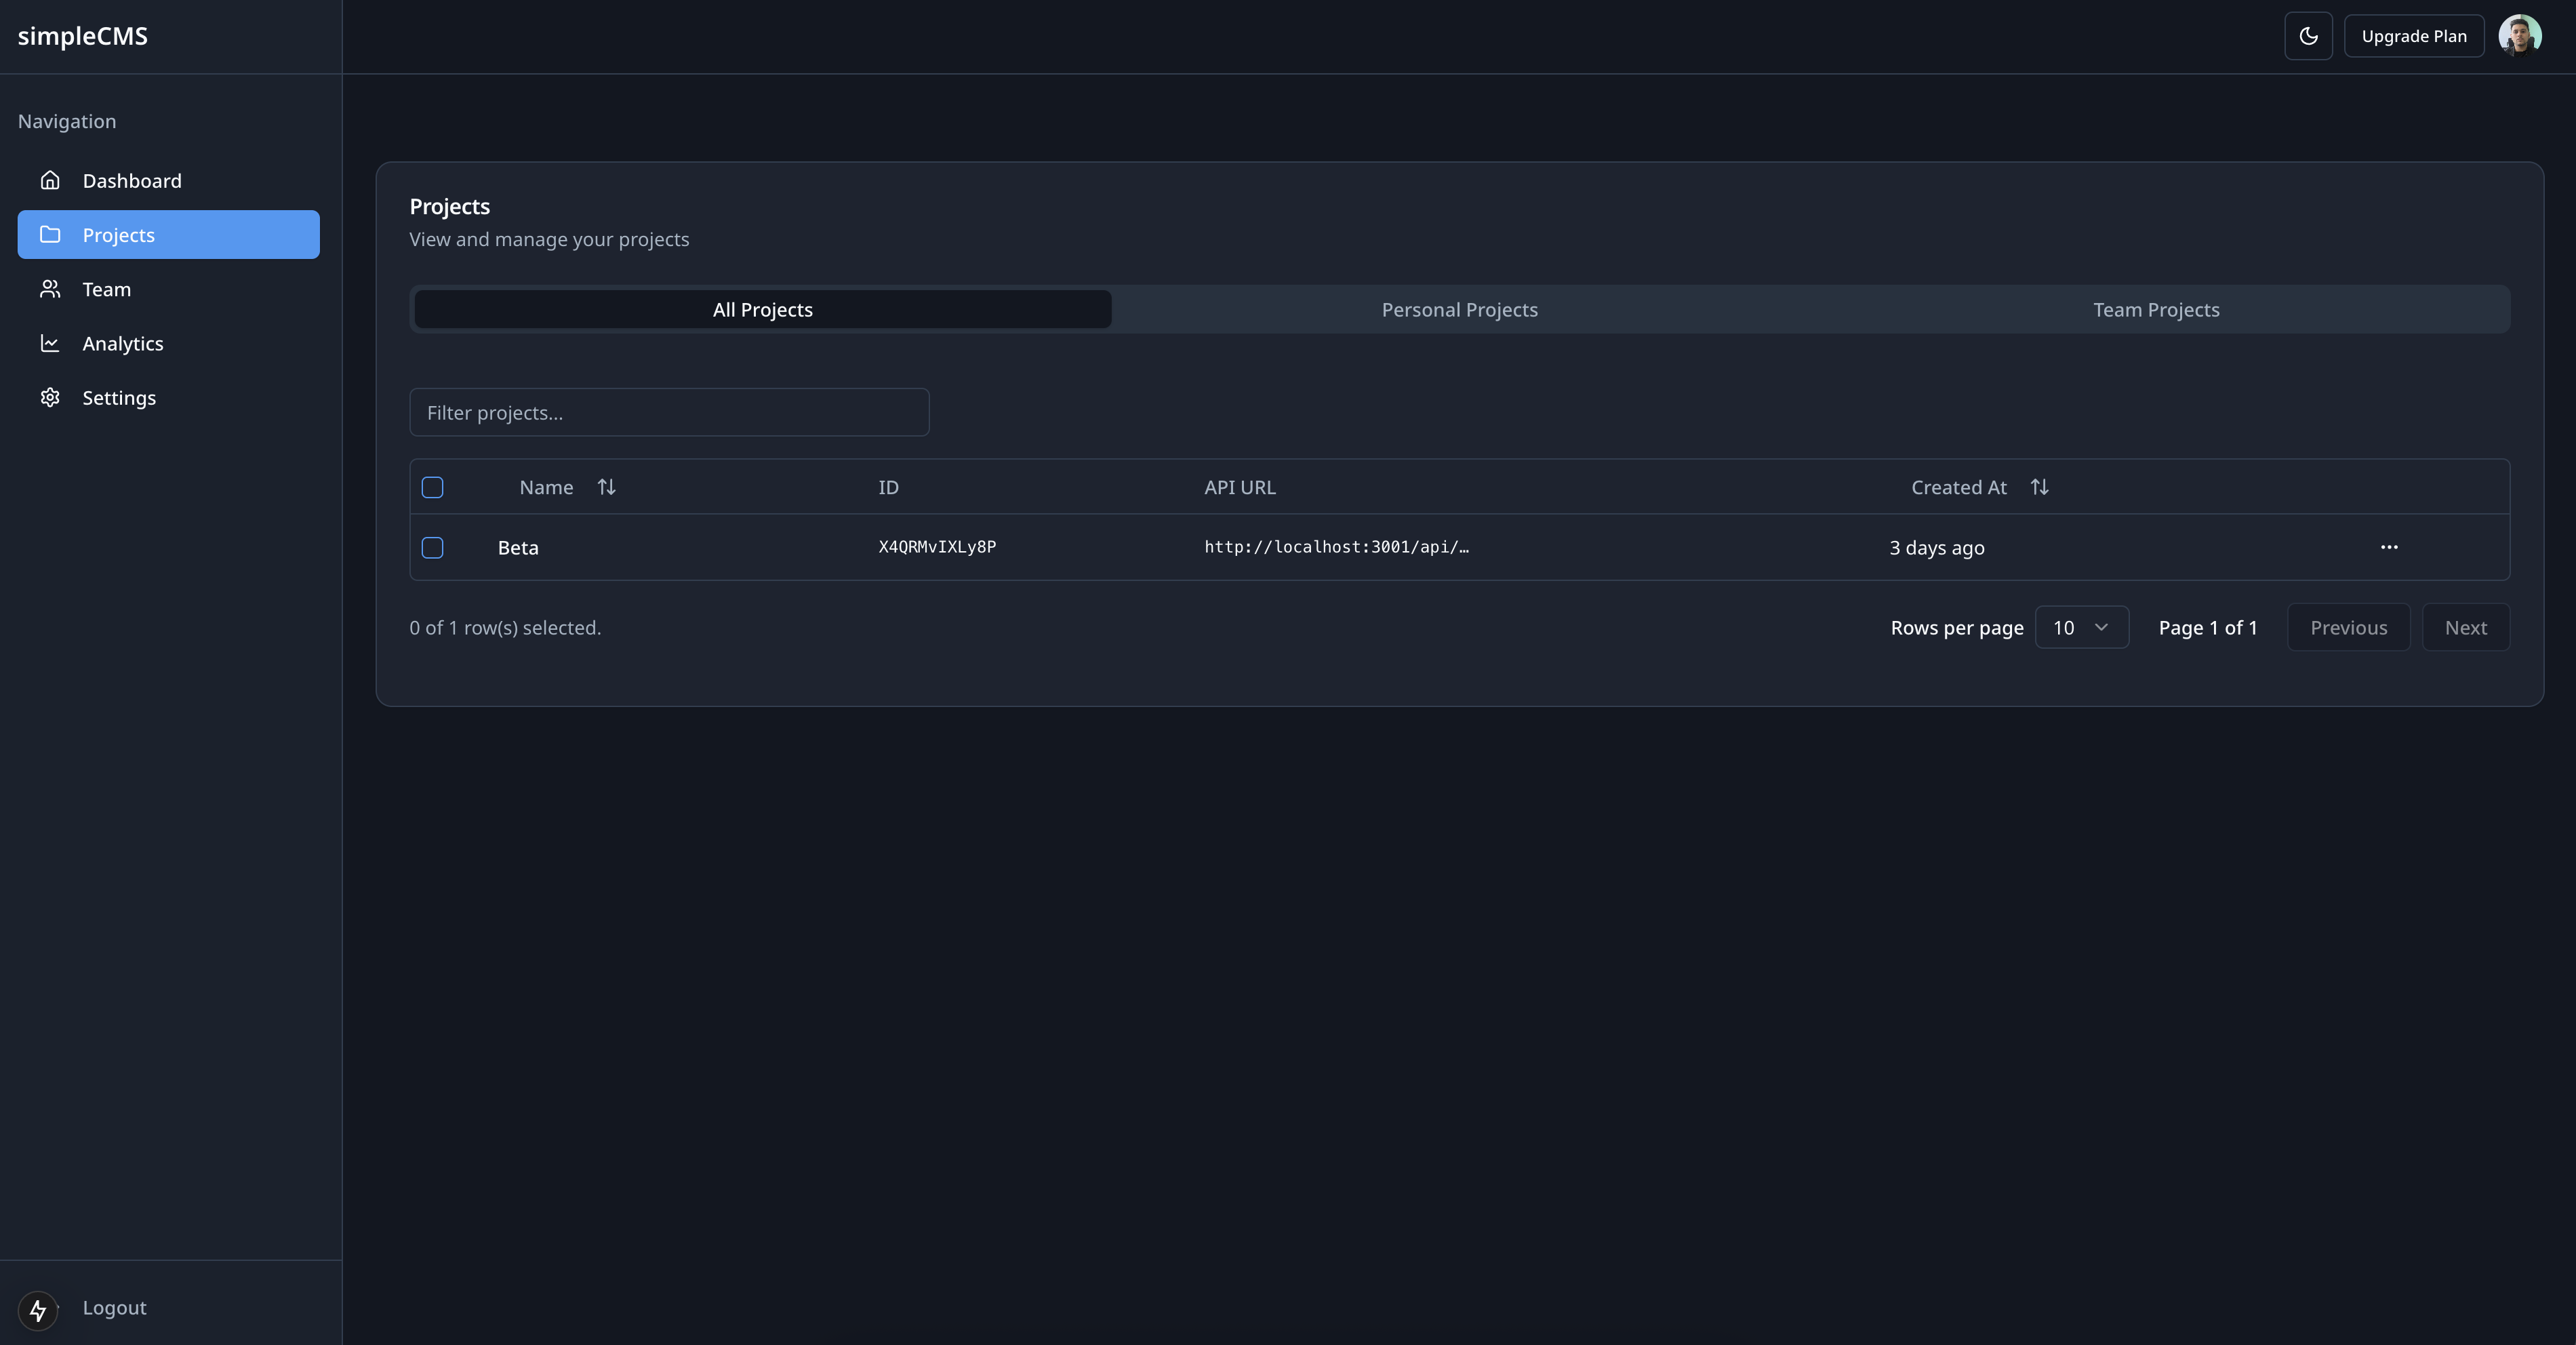 simpleCMS
Upgrade Plan
Navigation
Dashboard
Projects
Team
Analytics
Settings
Logout
Projects
View and manage your projects
All Projects Personal Projects Team Projects
Filter projects...
Name ID API URL Created At
Beta X4QRMvIXLy8P http://localhost:3001/api/… 3 days ago
0 of 1 row(s) selected. Rows per page 10 Page 1 of 1 Previous Next